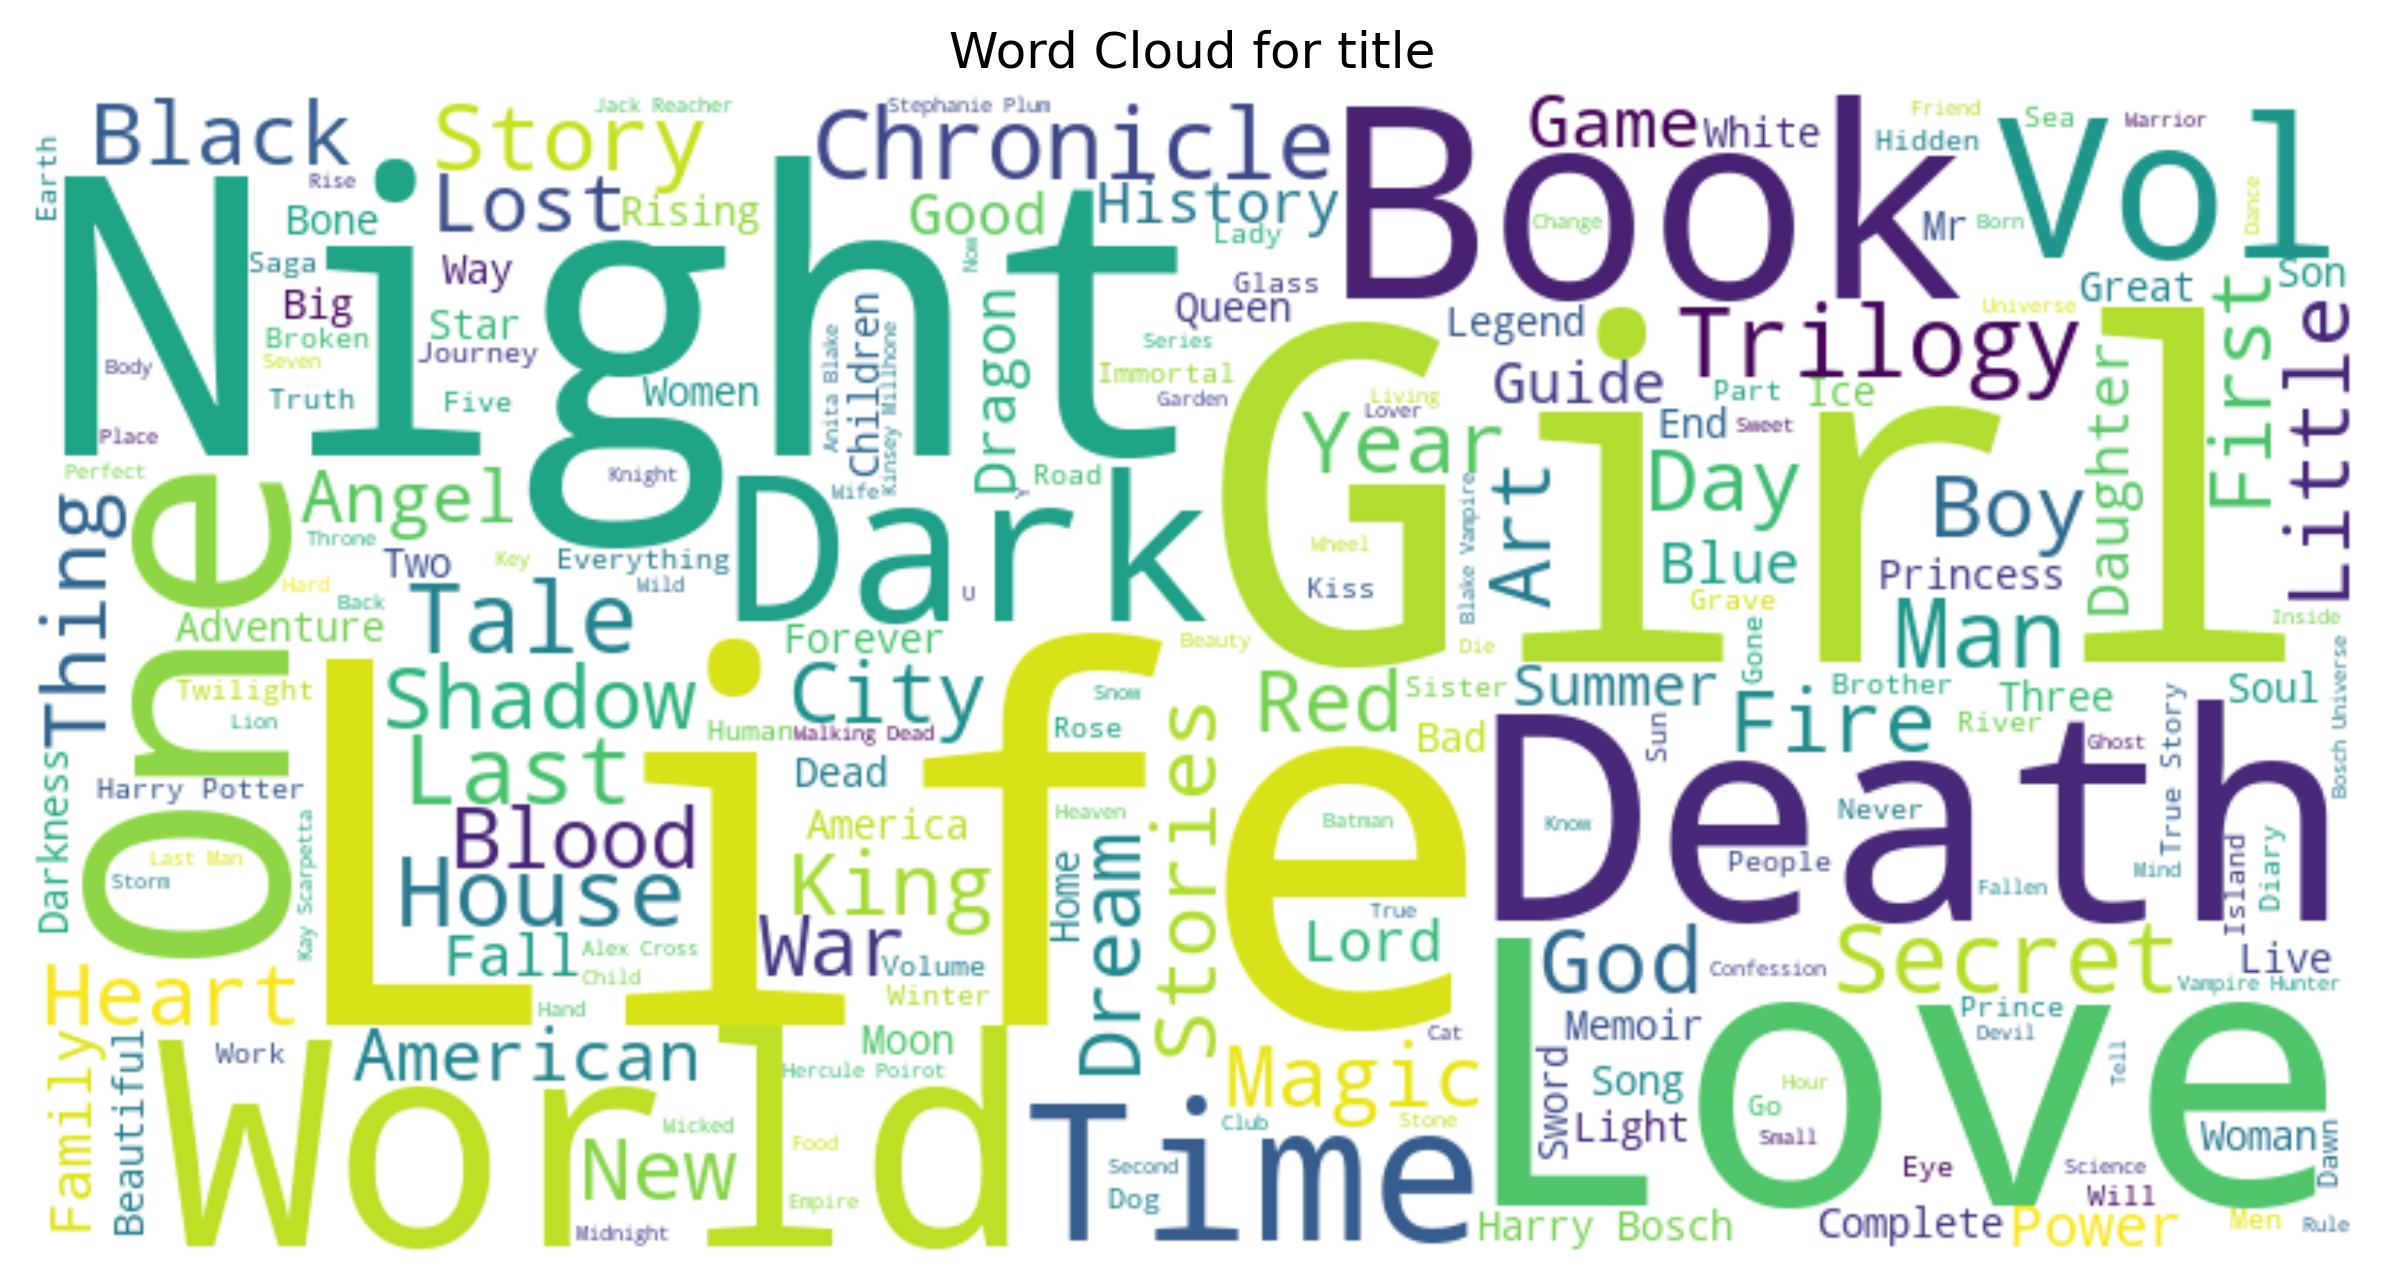 Word Cloud for title
Black
Story
Jack Reacher
Chronicle
Stephanie Plum
Book
Game
White
Friend
Hidden
Sea
Vol
Warrior
Earth
Night
Rise
Bone
Lost
Rising
Good
History
Lady
Now
Change
Mr
Born
Dance
Saga
Way
Big
Star
Broken
Journey
Seven
Body
Truth
Five
Place
Women
Anita Blake
Children
Kinsey Millhone
Dragon
Glass
Queen
Series
Immortal
Garden
Legend
Girl
Trilogy
Universe
Great
Son
First
Little
Guide
Part
Ice
Living
Lover
Year
End
Sweet
Day
Art
Boy
Daughter
Perfect
Thing
One
Angel
Throne
Two
Key
Everything
Knight
Dark
Wife
Y
Road
U
Wheel
Kiss
Blake Vampire
Blue
Grave
Princess
Man
Inside
Hard
Back
Wild
Tale
Adventure
Forever
Beauty
Die
Gone
Twilight
Lion
Life
Shadow
City
Human
Walking Dead
Snow
Rose
Red
Sister
Bad
Summer
Sun
Fire
Brother
River
Three
Soul
Bosch Universe
Darkness
Harry Potter
Last Man
Storm
Kay Scarpetta
Last
Blood
House
Dead
America
King
Heaven
Home
Dream
Stories
Batman
Death
Know
Never
People
Ghost
True Story
Mind
Island
Diary
Fallen
Fall
Alex Cross
Child
Hand
War
Volume
Winter
True
Lord
God
Confession
Secret
Live
Vampire Hunter
Heart
Family
Beautiful
Work
World
American
Moon
Hercule Poirot
Cat
Magic
Stone
Memoir
Love
Prince
Devil
Tell
Sword
Song
Light
Hour
Go
Small
Woman
Dawn
New
Wicked
Food
Empire
Midnight
Time
Club
Second
Dog
Harry Bosch
Eye
Science
Will
Complete
Power
Men
Rule